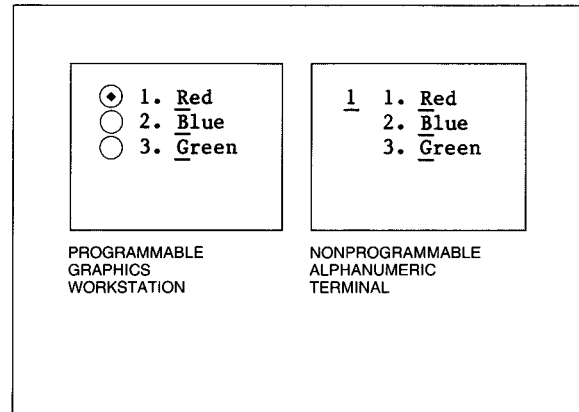 1. Red
2. Blue
3. Green
PROGRAMMABLE
GRAPHICS
WORKSTATION
1 1. Red
2. Blue
3. Green
NONPROGRAMMABLE
ALPHANUMERIC
TERMINAL